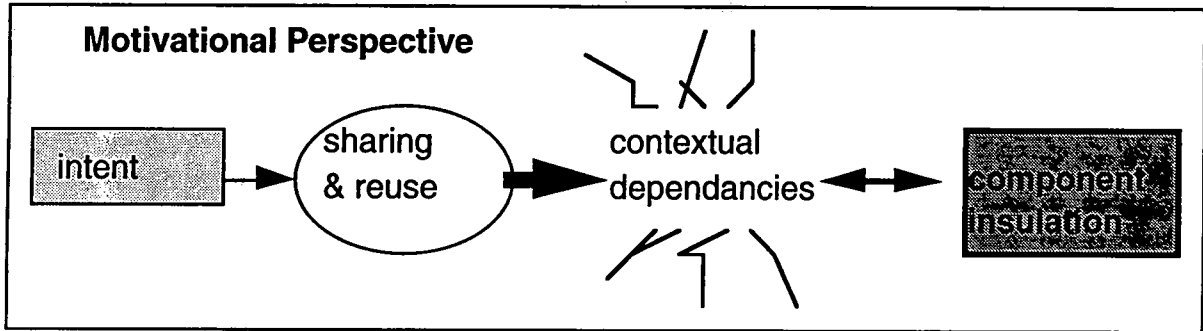 Motivational Perspective
intent
sharing
& reuse
contextual
dependancies
component
insulation